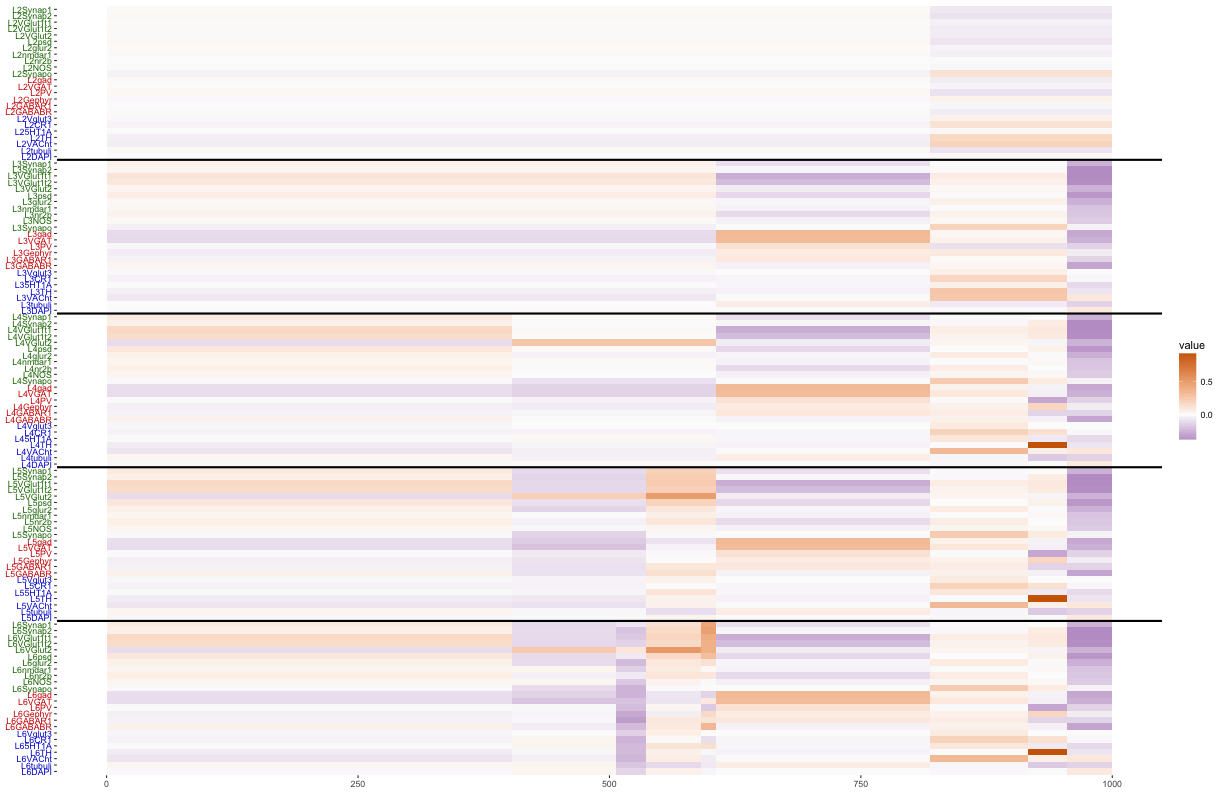 L2Synap1
L2Synap2
L2VGlut1t1
L2VGlut1t2
L2VGlut2
L2psd
L2glur2
L2nmdar1
L2nr2b
L2NOS
L2Synapo
L2gad
L2VGAT
L2PV
L2Gephyr
L2GABAR1
L2GABABR
L2Vglut3
L2CR1
L25HT1A
L2TH
L2VACht
L2tubuli
L2DAPI
L3Synap1
L3Synap2
L3VGlut1t1
L3VGlut1t2
L3VGlut2
L3psd
L3glur2
L3nmdar1
L3nr2b
L3NOS
L3Synapo
L3gad
L3VGAT
L3PV
L3Gephyr
L3GABAR1
L3GABABR
L3Vglut3
L3CR1
L35HT1A
L3TH
L3VACht
L3tubuli
L3DAPI
L4Synap1
L4Synap2
L4VGlut1t1
L4VGlut1t2
L4VGlut2
L4psd
L4glur2
L4nmdar1
L4nr2b
L4NOS
L4Synapo
L4gad
L4VGAT
L4PV
L4Gephyr
L4GABAR1
L4GABABR
L4Vglut3
L4CR1
L45HT1A
L4TH
L4VACht
L4tubuli
L4DAPI
L5Synap1
L5Synap2
L5VGlut1t1
L5VGlut1t2
L5VGlut2
L5psd
L5glur2
L5nmdar1
L5nr2b
L5NOS
L5Synapo
L5gad
L5VGAT
L5PV
L5Gephyr
L5GABAR1
L5GABABR
L5Vglut3
L5CR1
L55HT1A
L5TH
L5VACht
L5tubuli
L5DAPI
L6Synap1
L6Synap2
L6VGlut1t1
L6VGlut1t2
L6VGlut2
L6psd
L6glur2
L6nmdar1
L6nr2b
L6NOS
L6Synapo
L6gad
L6VGAT
L6PV
L6Gephyr
L6GABAR1
L6GABABR
L6Vglut3
L6CR1
L65HT1A
L6TH
L6VACht
L6tubuli
L6DAPI
0 250 500 750 1000
value
0.5
0.0